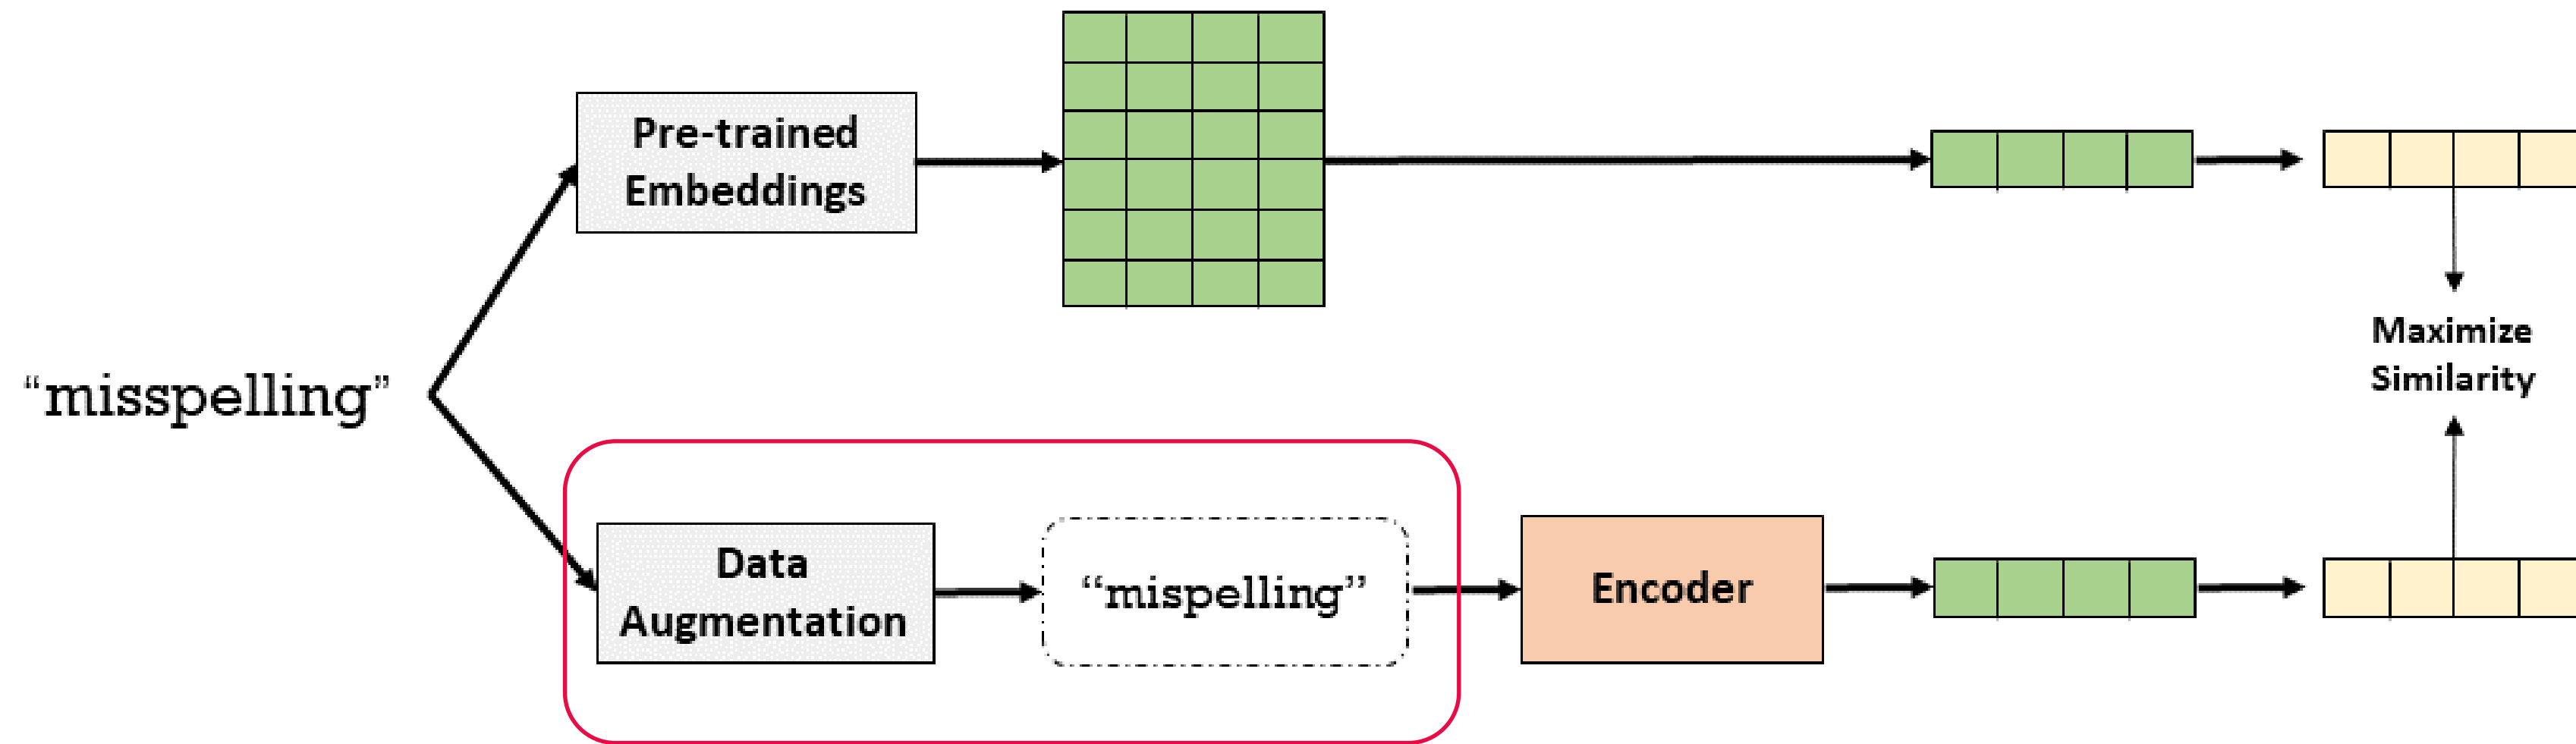 Pre-trained
Embeddings
“misspelling”
Maximize
Similarity
Data
Augmentation
“mispelling”
Encoder